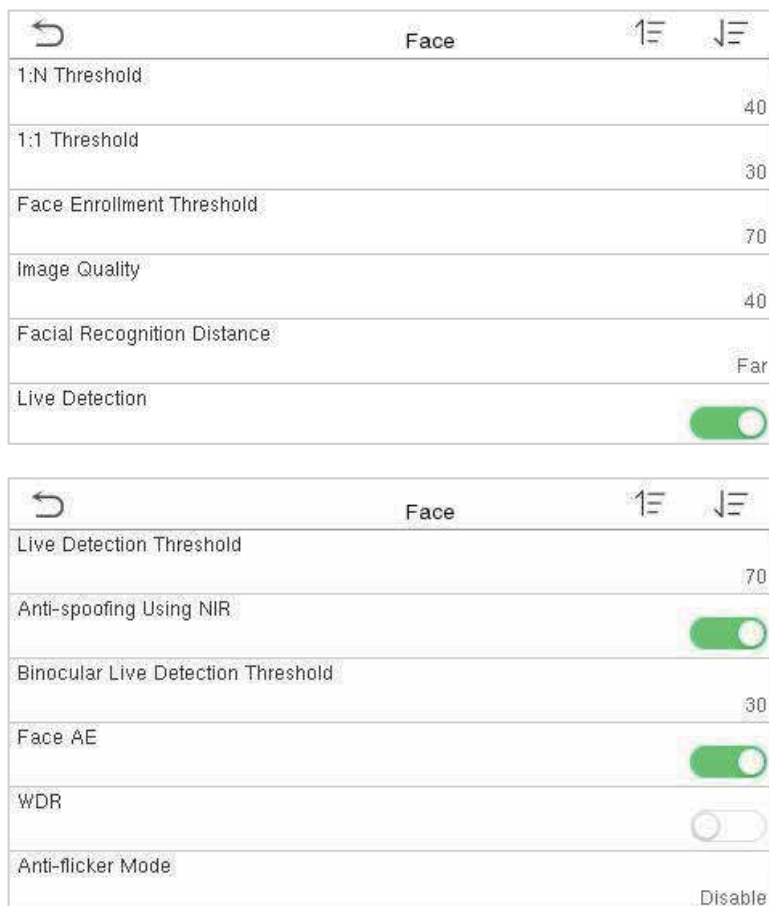 Face
1:N Threshold
40
1:1 Threshold
30
Face Enrollment Threshold
70
Image Quality
40
Facial Recognition Distance
Far
Live Detection
Face
Live Detection Threshold
70
Anti-spoofing Using NIR
Binocular Live Detection Threshold
30
Face AE
WDR
Anti-flicker Mode
Disable